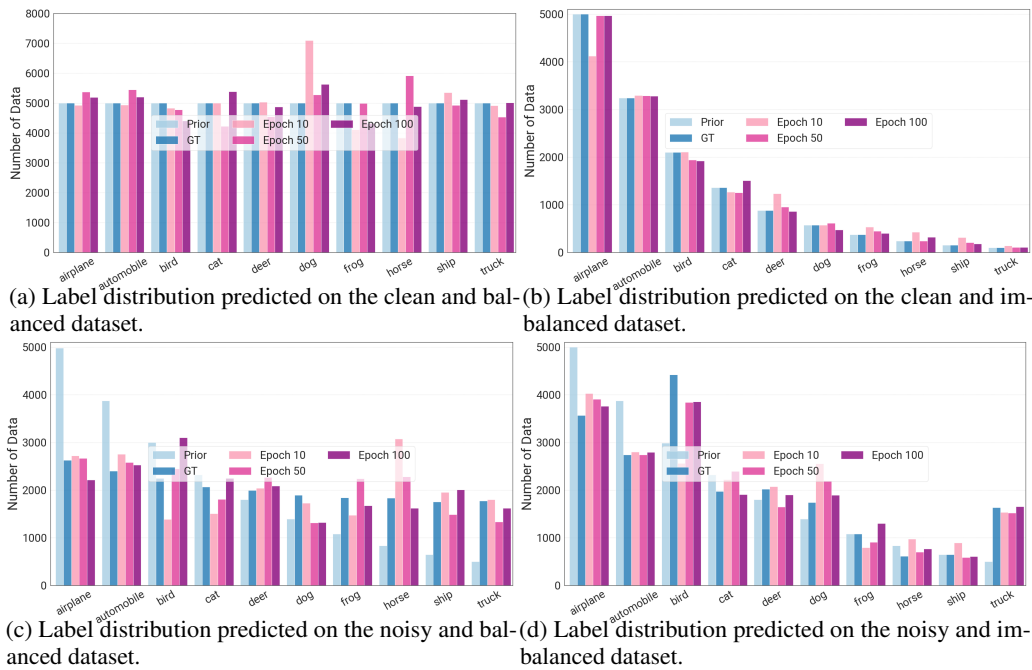 8000
7000
6000
5000
4000
3000
2000
1000
0
Number of Data
Prior Epoch 10 Epoch 100
GT Epoch 50
airplane automobile bird cat deer dog frog horse ship truck
(a) Label distribution predicted on the clean and bal-
anced dataset.
5000
4000
3000
2000
1000
0
Number of Data
Prior Epoch 10 Epoch 100
GT Epoch 50
airplane automobile bird cat deer dog frog horse ship truck
(b) Label distribution predicted on the clean and im-
balanced dataset.
5000
4000
3000
2000
1000
0
Number of Data
Prior Epoch 10 Epoch 100
GT Epoch 50
airplane automobile bird cat deer dog frog horse ship truck
(c) Label distribution predicted on the noisy and bal-
anced dataset.
5000
4000
3000
2000
1000
0
Number of Data
Prior Epoch 10 Epoch 100
GT Epoch 50
airplane automobile bird cat deer dog frog horse ship truck
(d) Label distribution predicted on the noisy and im-
balanced dataset.